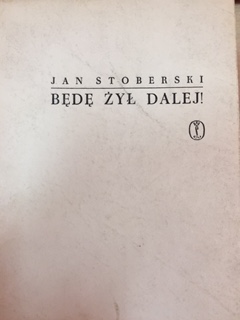 JAN STOBERSKI
BĘDĘ ŻYŁ DALEJ!